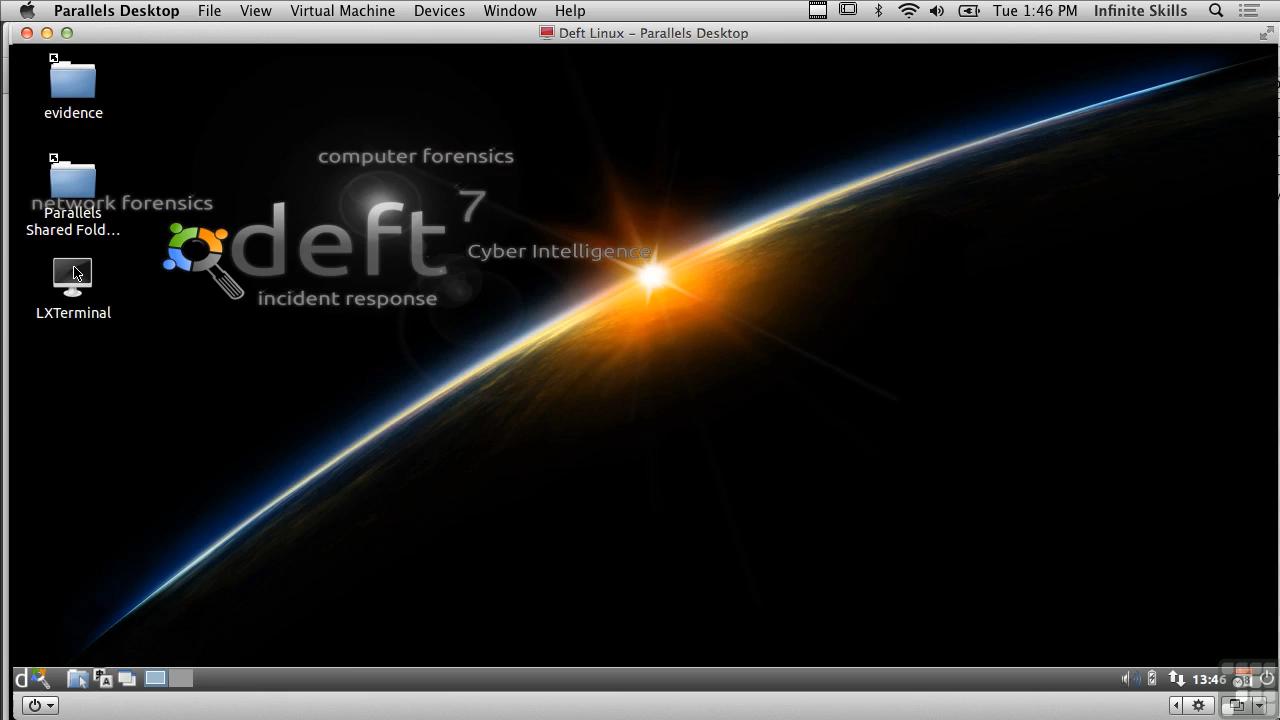 Parallels Desktop File View Virtual Machine Devices Window Help Tue 1:46 PM Infinite Skills
Deft Linux - Parallels Desktop
evidence
computer forensics
network forensics
Parallels
Shared Fold...
deft 7
Cyber Intelligence
incident response
LXTerminal
d A 13:46